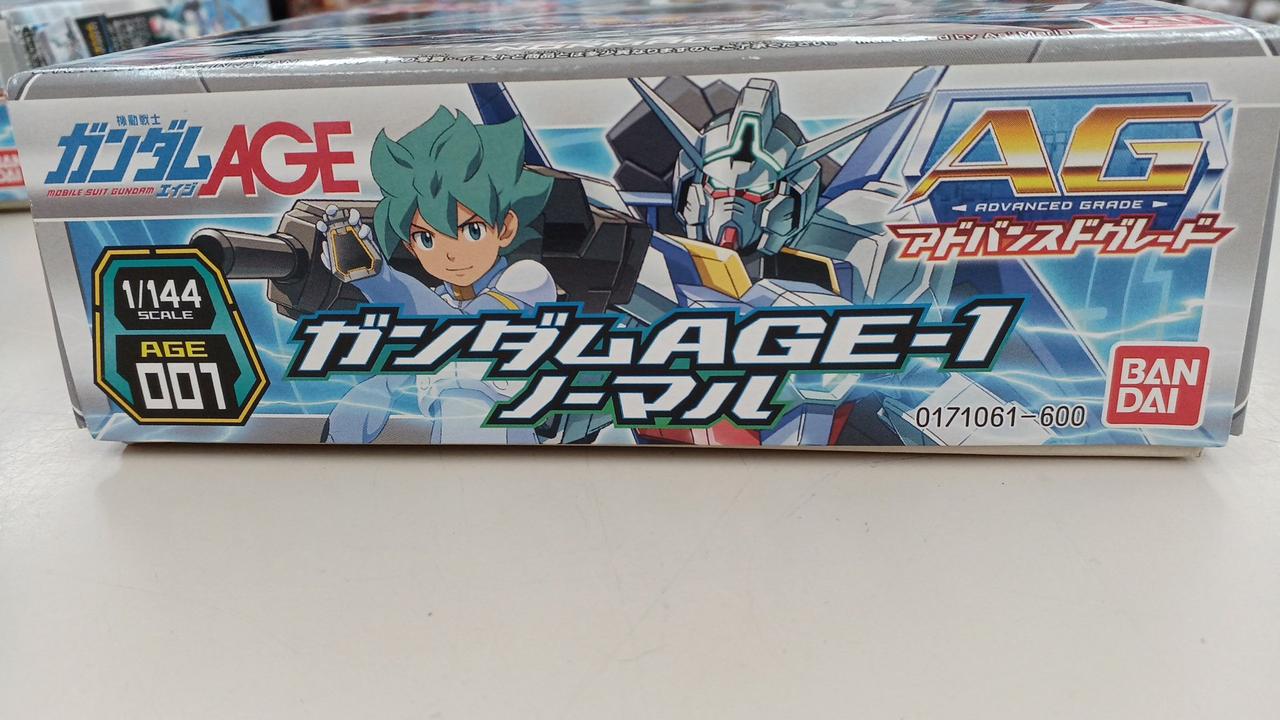 機動戦士
ガンダムAGE
MOBILE SUIT GUNDAM エイジ
AG
ADVANCED GRADE
アドバンスドグレード
1/144
SCALE
AGE
001
ガンダムAGE-1
ノーマル
0171061-600
BAN
DAI